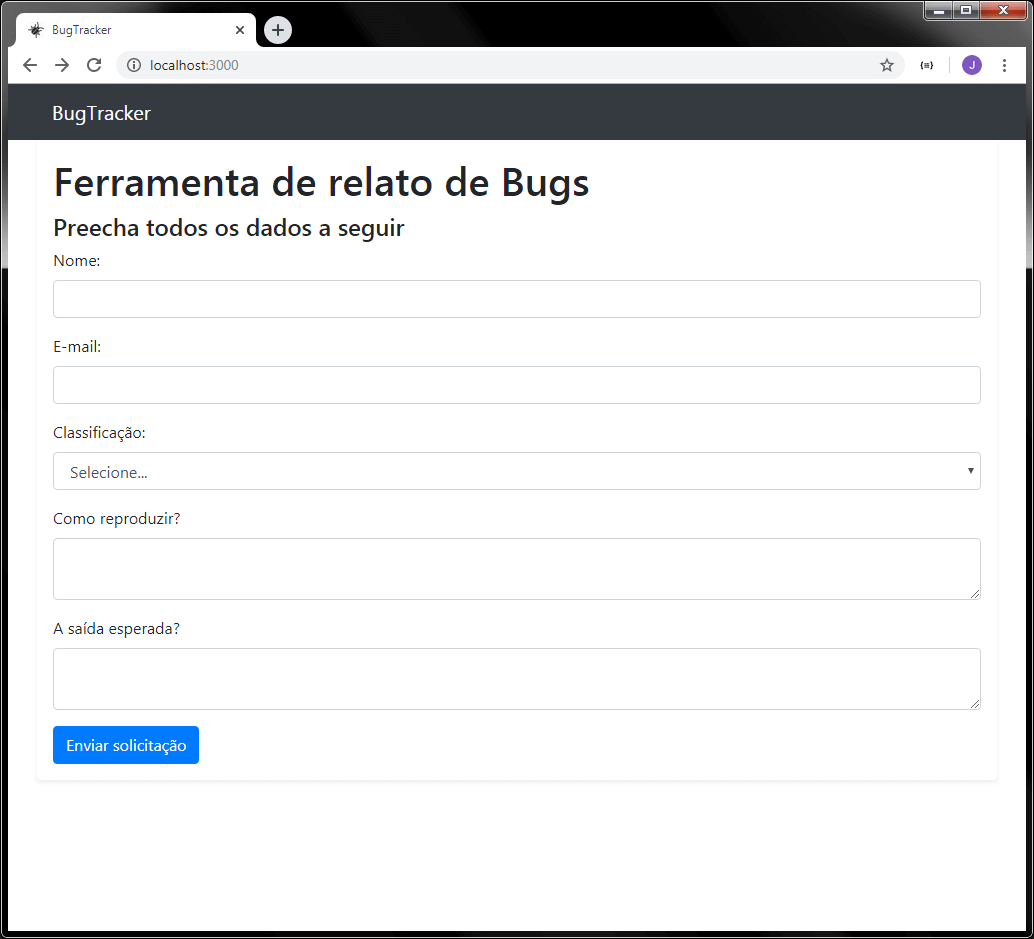 BugTracker
localhost:3000
J
BugTracker
Ferramenta de relato de Bugs
Preecha todos os dados a seguir
Nome:
E-mail:
Classificação:
Selecione...
Como reproduzir?
A saída esperada?
Enviar solicitação